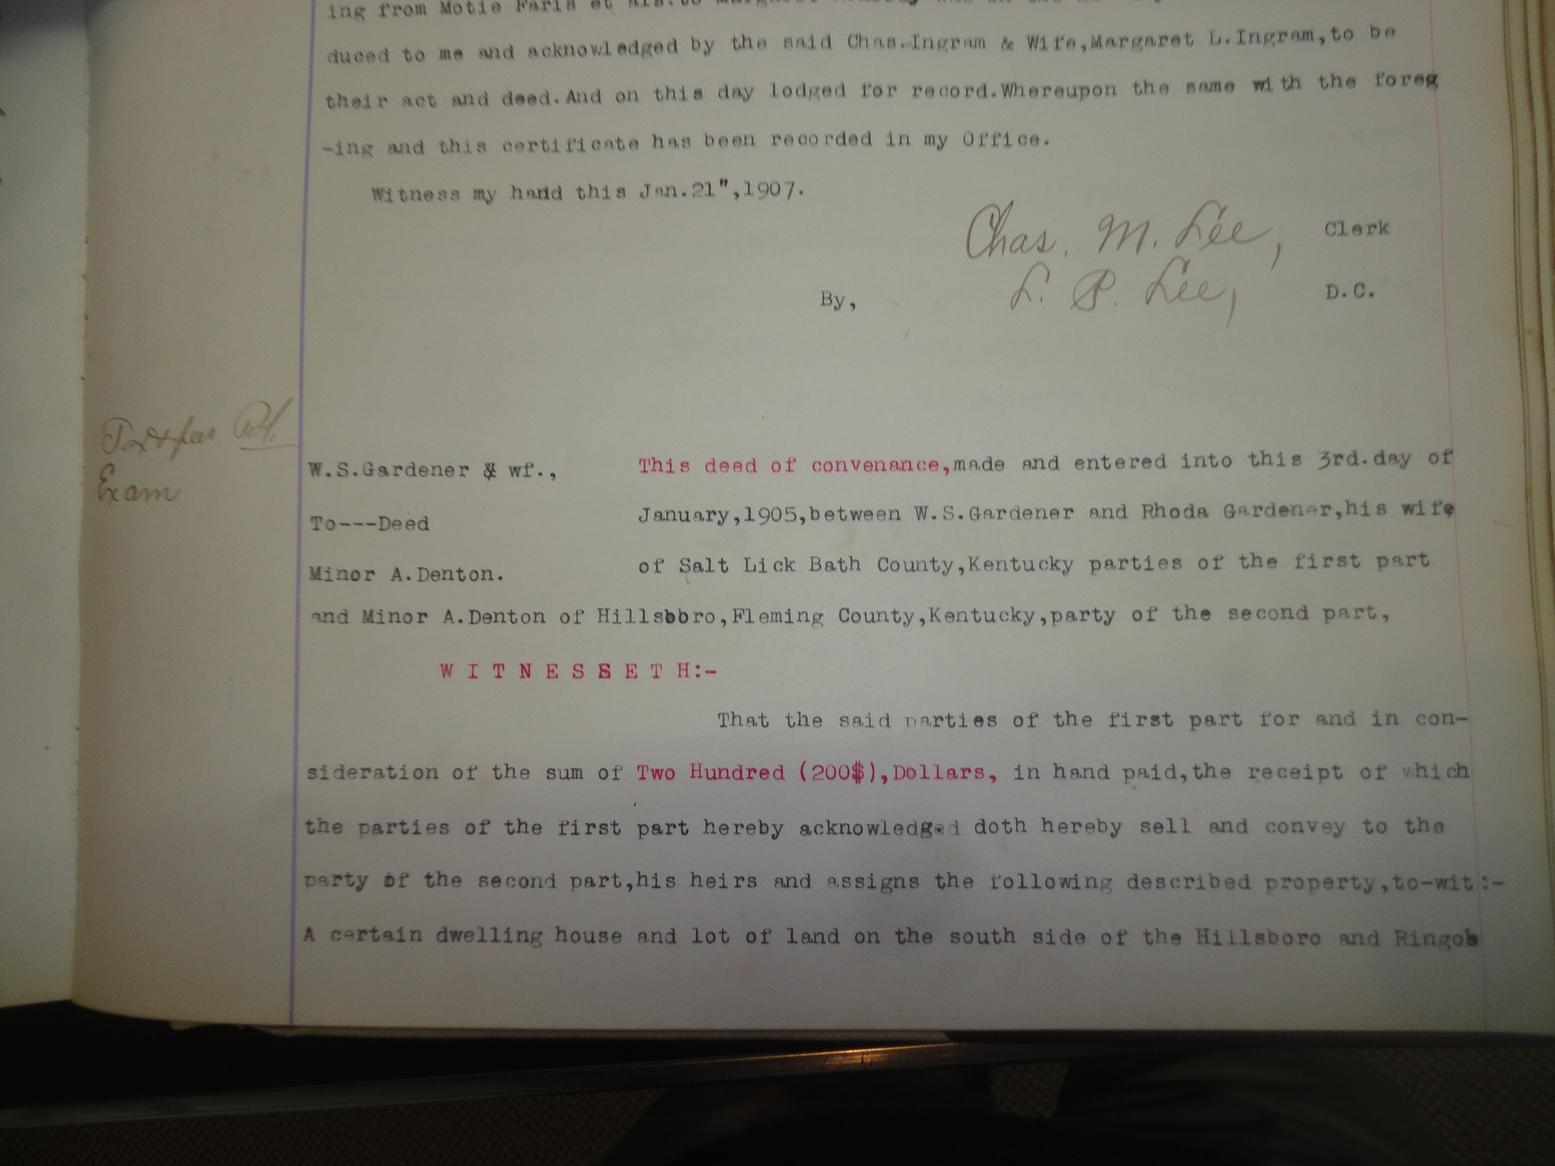 ing from Motie Faris et als. to Margaret
duced to me and acknowledged by the said Chas.Ingram & Wife,Margaret L.Ingram,to be
their act and deed.And on this day lodged for record.Whereupon the same with the foreg
-ing and this certificate has been recorded in my Office.
Witness my hand this Jan.21",1907.
Chas. M. Lee, Clerk
By, L. P. Lee, D.C.
Tax & fee Pd.
Exam
W.S.Gardener & wf., This deed of convenance,made and entered into this 3rd.day of
To---Deed January,1905,between W.S.Gardener and Rhoda Gardener,his wife
Minor A.Denton. of Salt Lick Bath County,Kentucky parties of the first part
and Minor A.Denton of Hillsboro,Fleming County,Kentucky,party of the second part,
W I T N E S S E T H:-
That the said parties of the first part for and in con-
sideration of the sum of Two Hundred (200$),Dollars, in hand paid,the receipt of which
the parties of the first part hereby acknowledged doth hereby sell and convey to the
party of the second part,his heirs and assigns the following described property,to-wit:-
A certain dwelling house and lot of land on the south side of the Hillsboro and Ringos